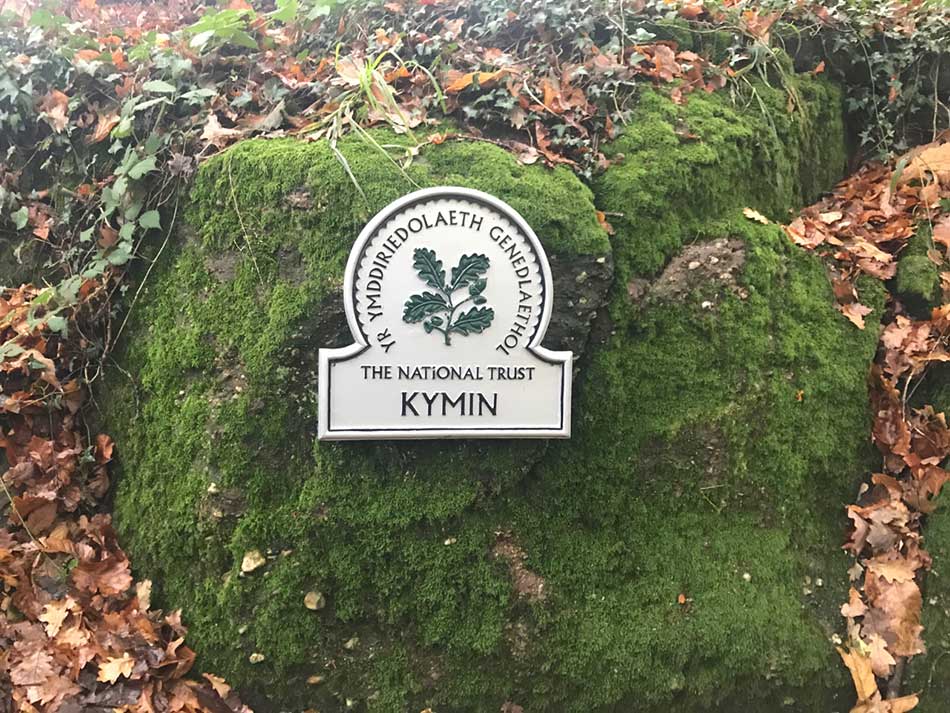 YR YMDDIRIEDOLAETH GENEDLAETHOL
THE NATIONAL TRUST
KYMIN